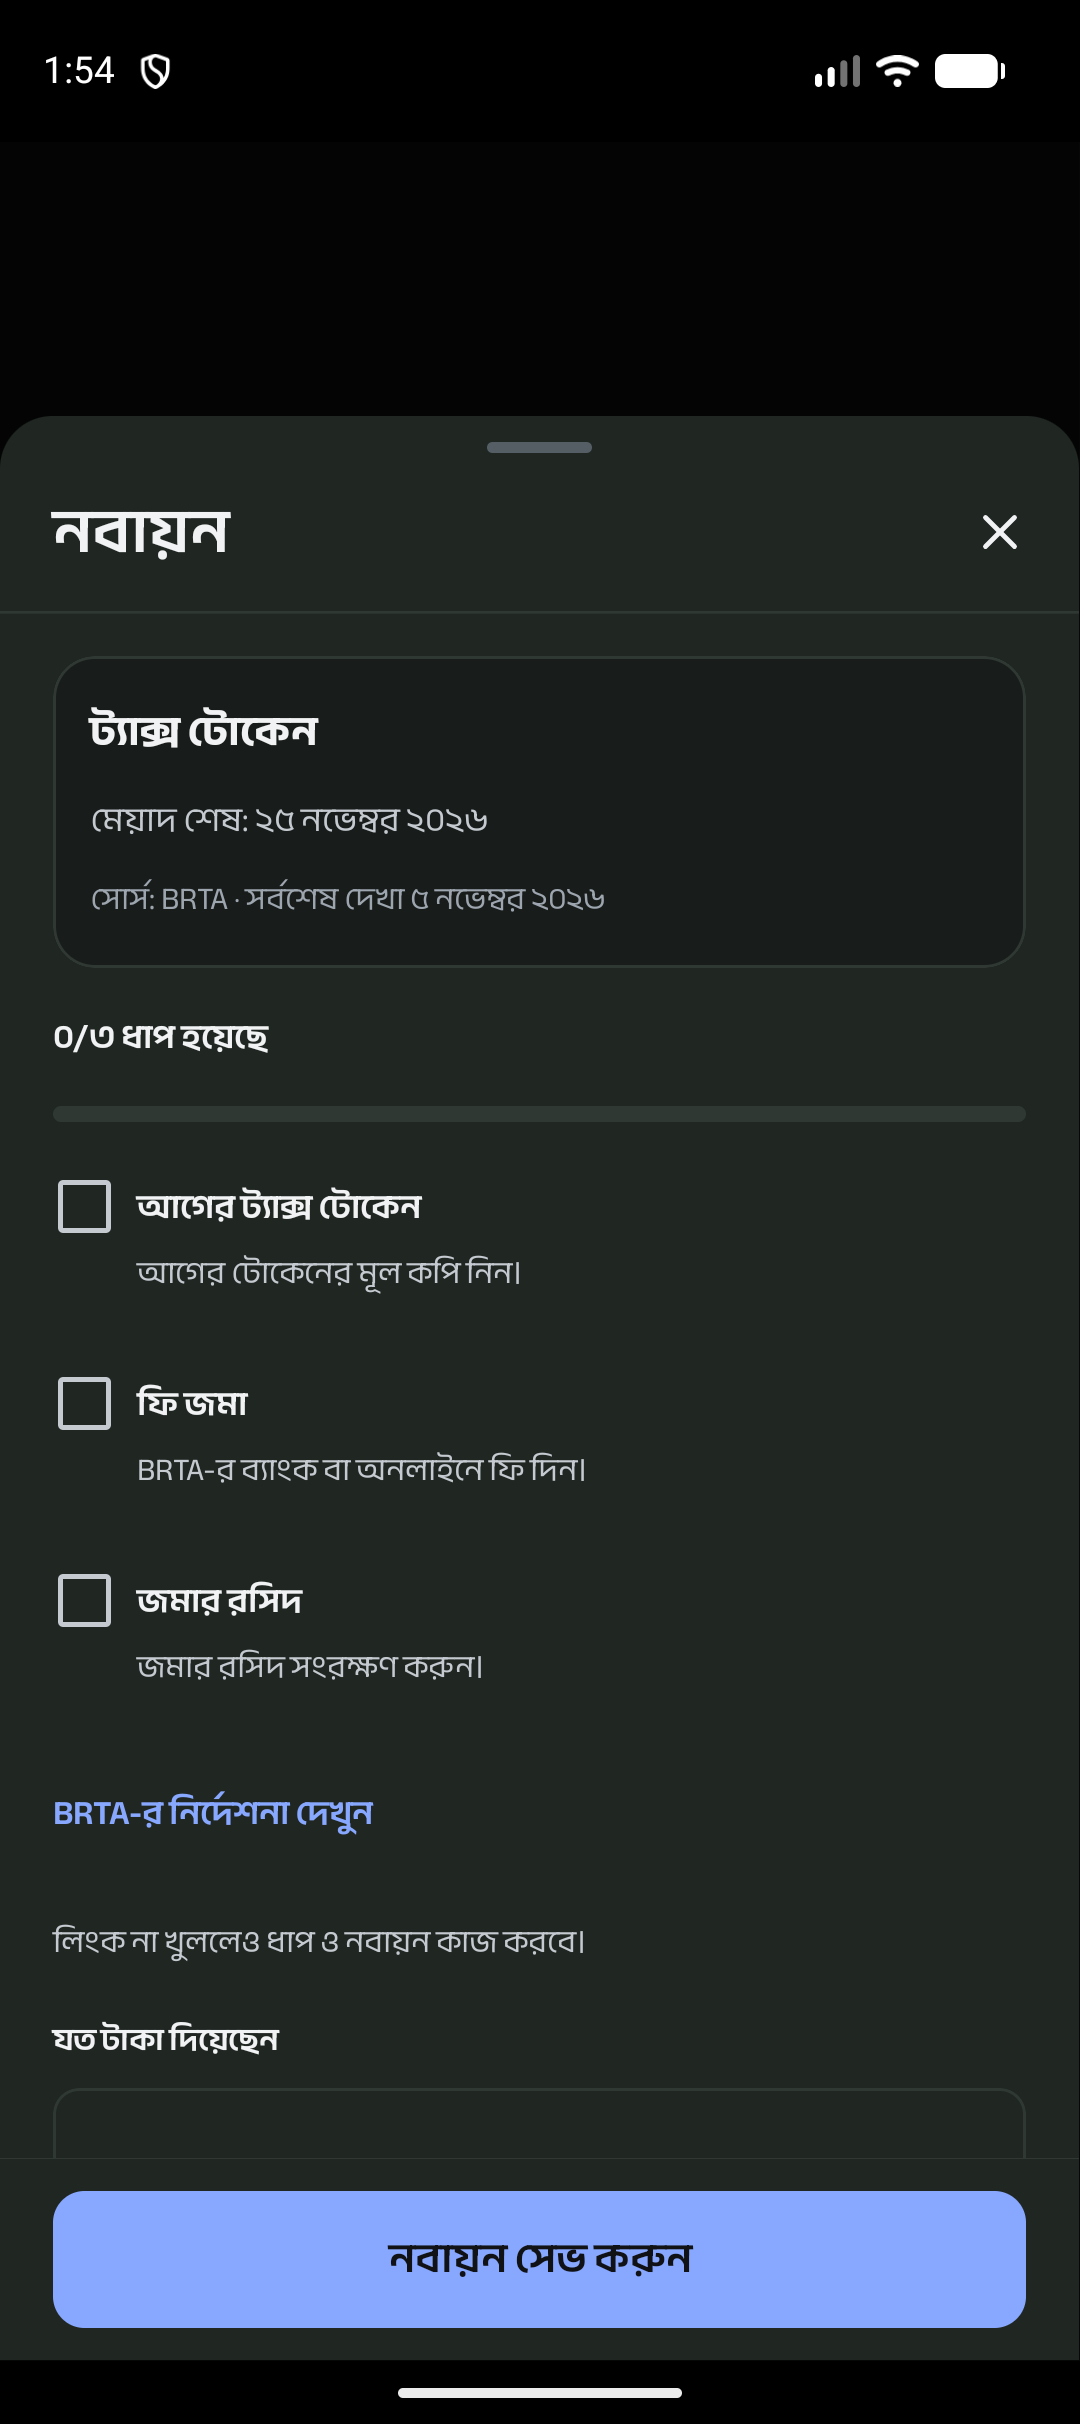 1:54
নবায়ন
ট্যাক্স টোকেন
মেয়াদ শেষ: ২৫ নভেম্বর ২০২৬
সোর্স: BRTA · সর্বশেষ দেখা ৫ নভেম্বর ২০২৬
০/৩ ধাপ হয়েছে
আগের ট্যাক্স টোকেন
আগের টোকেনের মূল কপি নিন।
ফি জমা
BRTA-র ব্যাংক বা অনলাইনে ফি দিন।
জমার রসিদ
জমার রসিদ সংরক্ষণ করুন।
BRTA-র নির্দেশনা দেখুন
লিংক না খুললেও ধাপ ও নবায়ন কাজ করবে।
যত টাকা দিয়েছেন
নবায়ন সেভ করুন